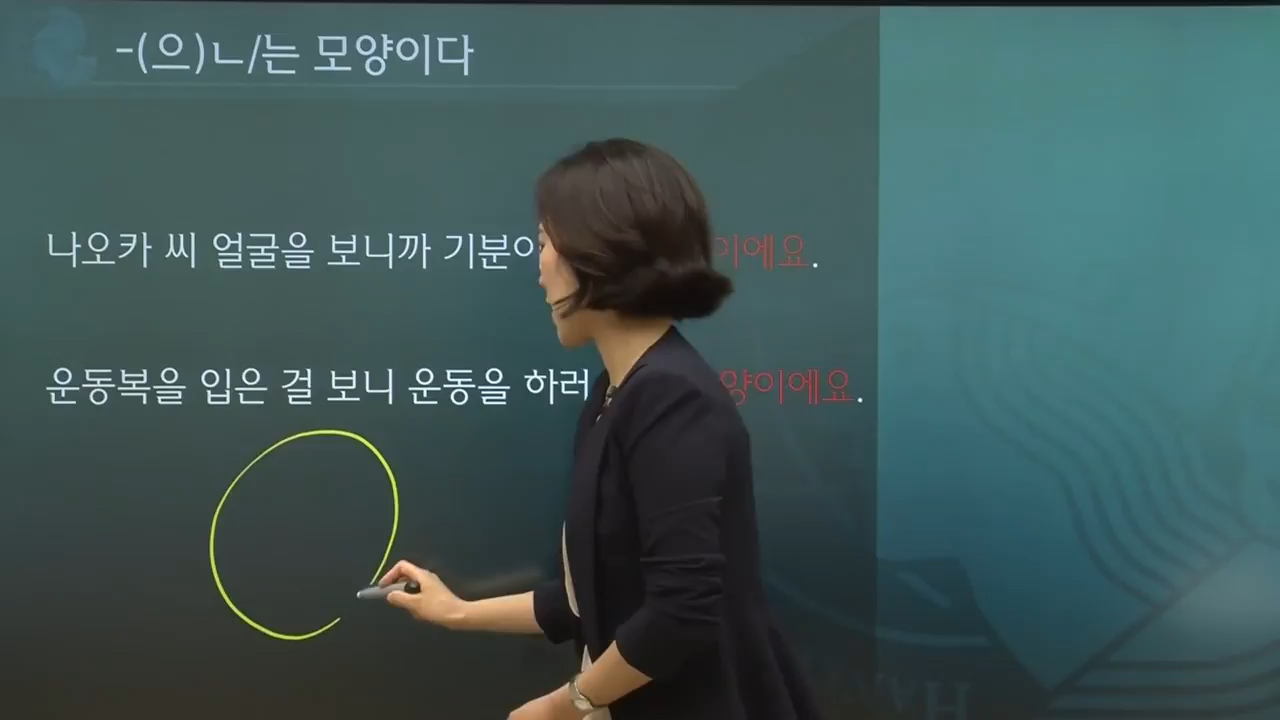 -(으)ㄴ/는 모양이다
나오카 씨 얼굴을 보니까 기분이 이에요.
운동복을 입은 걸 보니 운동을 하러 양이에요.